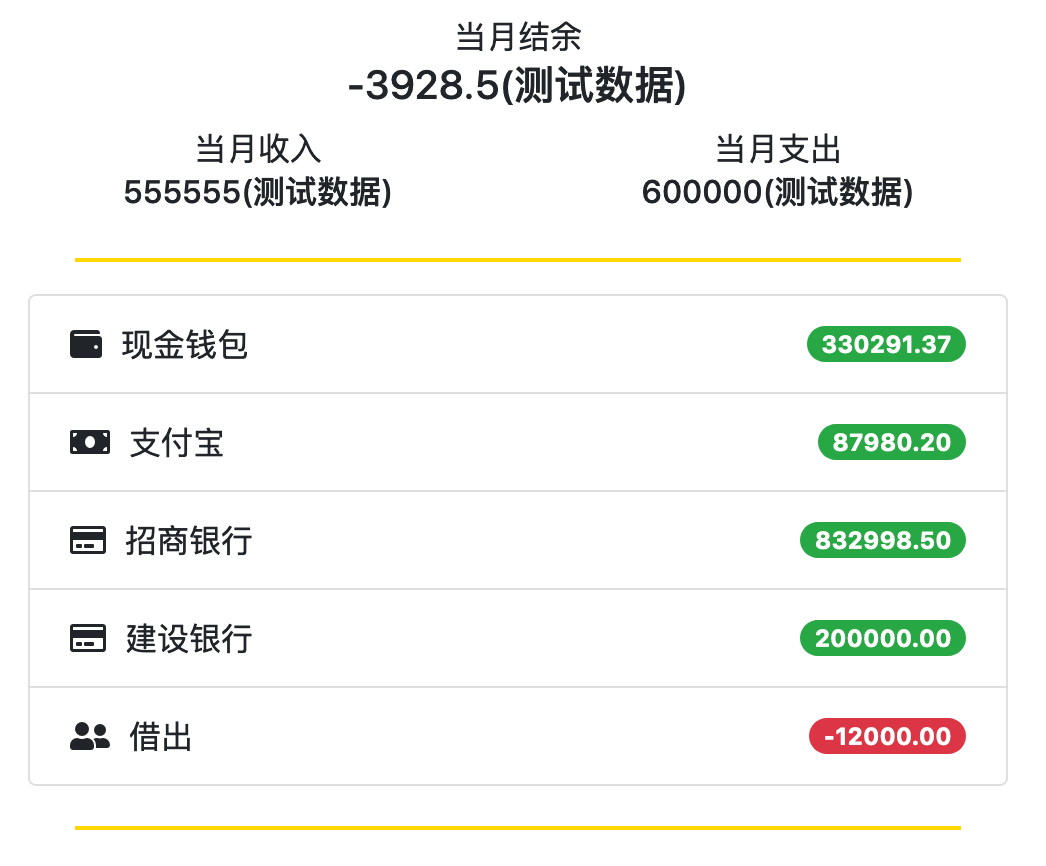 当月结余
-3928.5(测试数据)
当月收入 当月支出
555555(测试数据) 600000(测试数据)
现金钱包 330291.37
支付宝 87980.20
招商银行 832998.50
建设银行 200000.00
借出 -12000.00